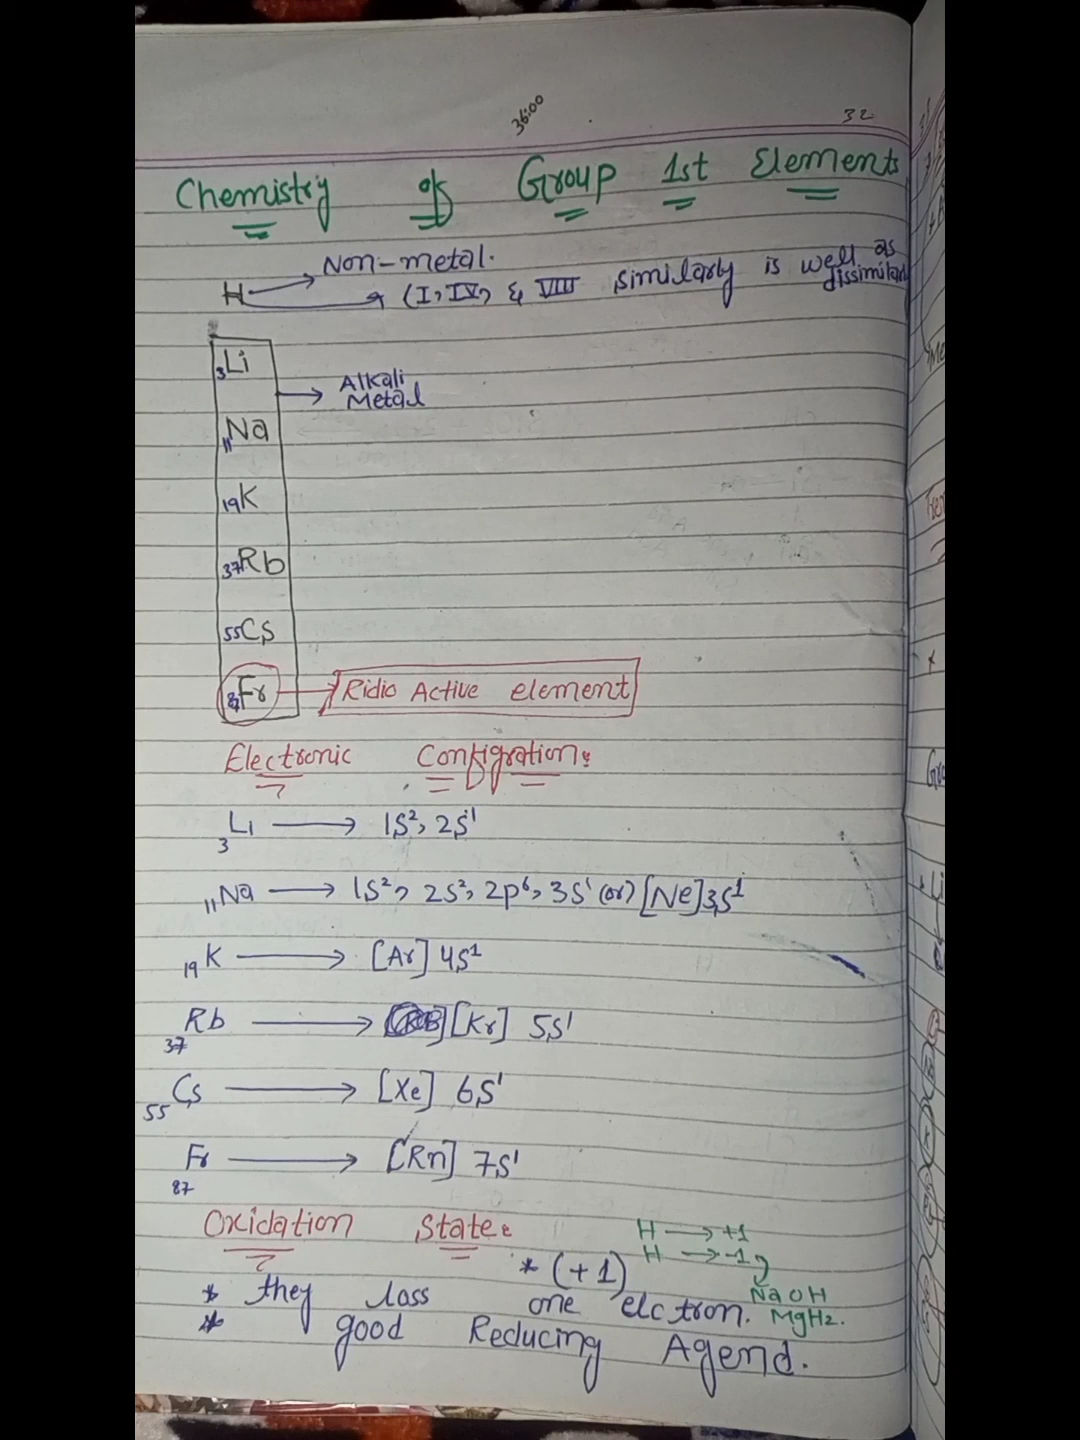 36:00
32
Chemistry of Group 1st Elements
Non-metal.
H (I, IV, & VIII similarly is well as dissimilarl
3Li
Alkali
Metal
11Na
19K
37Rb
55Cs
87Fr Ridio Active element
Electronic Configration:
3Li → 1S², 2S¹
11Na → 1S², 2S², 2p⁶, 3S¹ (or) [Ne]3S¹
19K → [Ar] 4S¹
37Rb → [Kr] 5S¹
55Cs → [Xe] 6S¹
87Fr → [Rn] 7S¹
Oxidation State:
H → +1
H → -1
* (+1)
NaOH
MgH2.
* they loss one elctron.
* good Reducing Agend.